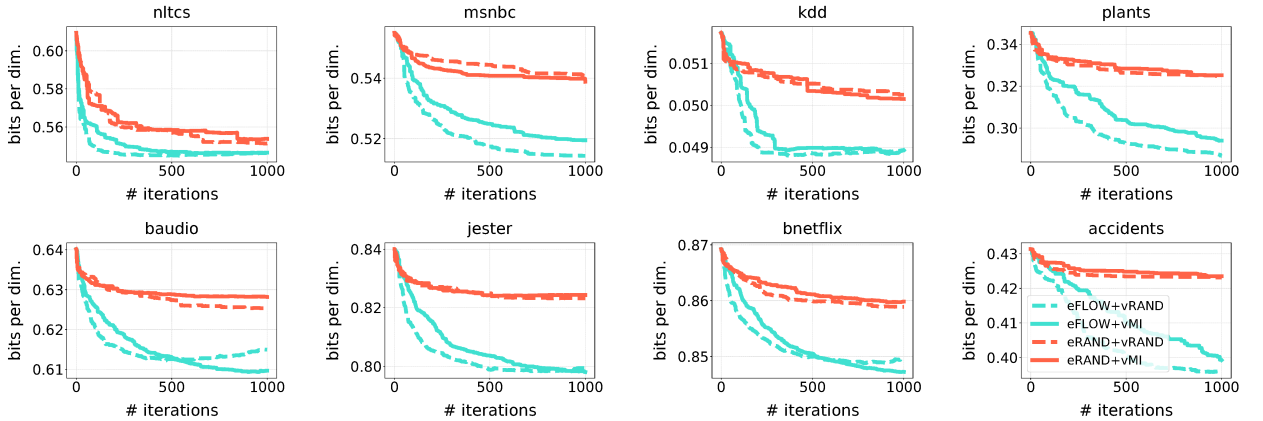 nltcs
bits per dim.
0.60
0.58
0.56
0 500 1000
# iterations
msnbc
bits per dim.
0.54
0.52
0 500 1000
# iterations
kdd
bits per dim.
0.051
0.050
0.049
0 500 1000
# iterations
plants
bits per dim.
0.34
0.32
0.30
0 500 1000
# iterations
baudio
bits per dim.
0.64
0.63
0.62
0.61
0 500 1000
# iterations
jester
bits per dim.
0.84
0.82
0.80
0 500 1000
# iterations
bnetflix
bits per dim.
0.87
0.86
0.85
0 500 1000
# iterations
accidents
bits per dim.
0.43
0.42
0.41
0.40
eFLOW+vRAND
eFLOW+vMI
eRAND+vRAND
eRAND+vMI
0 500 1000
# iterations